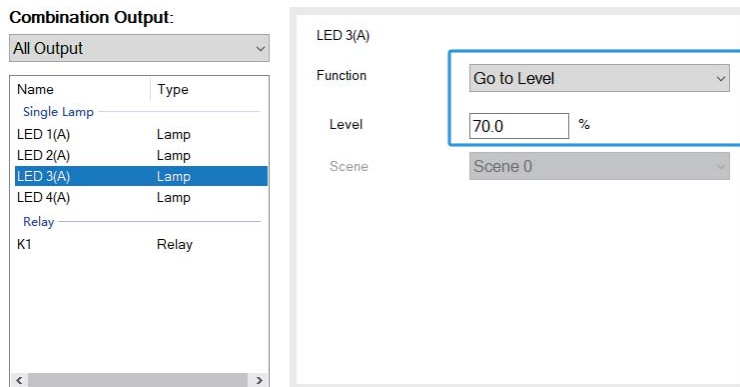 Combination Output:
All Output
Name Type
Single Lamp
LED 1(A) Lamp
LED 2(A) Lamp
LED 3(A) Lamp
LED 4(A) Lamp
Relay
K1 Relay
LED 3(A)
Function Go to Level
Level 70.0 %
Scene Scene 0